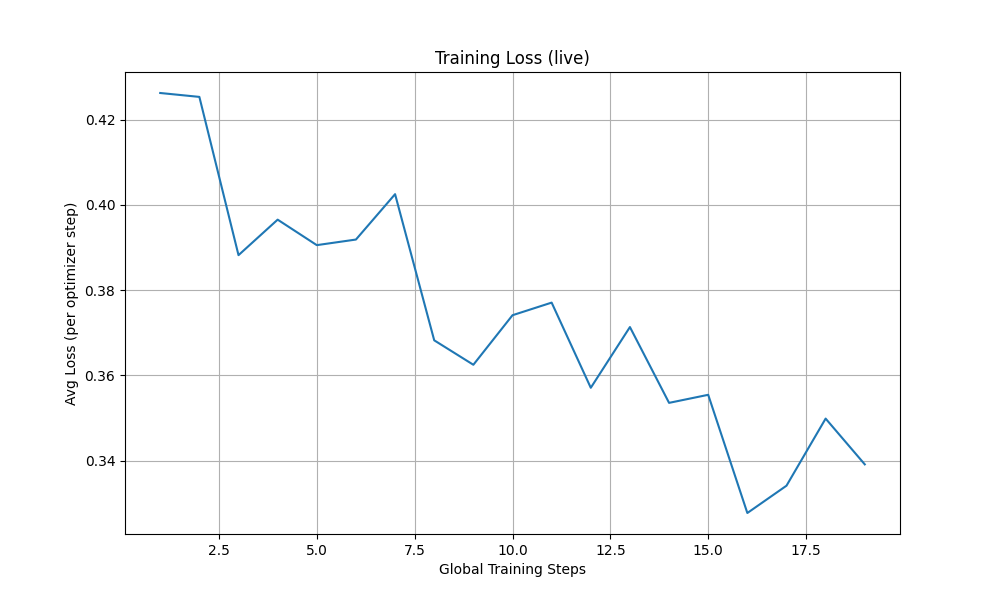 Training Loss (live)
Avg Loss (per optimizer step)
0.42
0.40
0.38
0.36
0.34
2.5 5.0 7.5 10.0 12.5 15.0 17.5
Global Training Steps